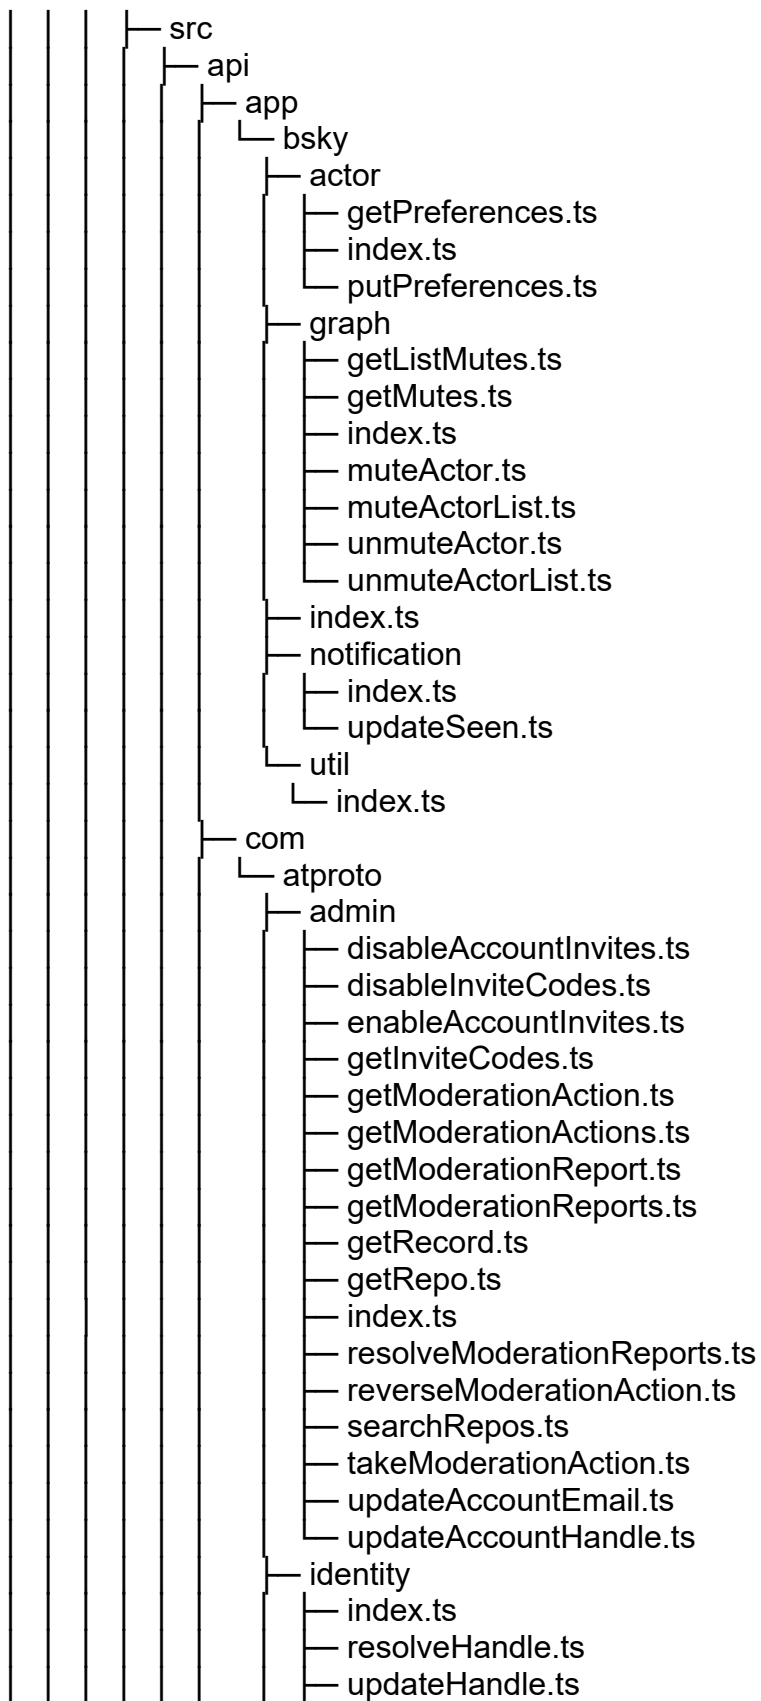 src
api
app
bsky
actor
getPreferences.ts
index.ts
putPreferences.ts
graph
getListMutes.ts
getMutes.ts
index.ts
muteActor.ts
muteActorList.ts
unmuteActor.ts
unmuteActorList.ts
index.ts
notification
index.ts
updateSeen.ts
util
index.ts
com
atproto
admin
disableAccountInvites.ts
disableInviteCodes.ts
enableAccountInvites.ts
getInviteCodes.ts
getModerationAction.ts
getModerationActions.ts
getModerationReport.ts
getModerationReports.ts
getRecord.ts
getRepo.ts
index.ts
resolveModerationReports.ts
reverseModerationAction.ts
searchRepos.ts
takeModerationAction.ts
updateAccountEmail.ts
updateAccountHandle.ts
identity
index.ts
resolveHandle.ts
updateHandle.ts